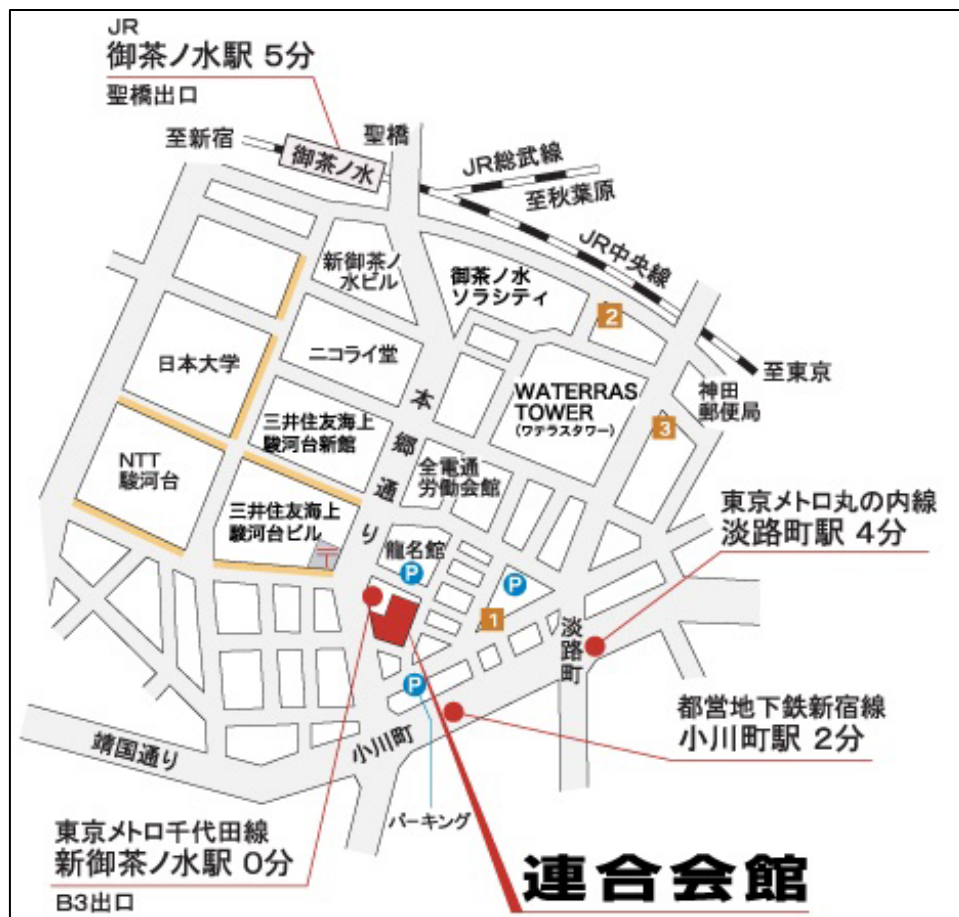 JR
御茶ノ水駅 5分
聖橋出口
至新宿
御茶ノ水
聖橋
JR総武線
至秋葉原
JR中央線
至東京
新御茶ノ
水ビル
御茶ノ水
ソラシティ
2
日本大学
ニコライ堂
WATERRAS
TOWER
(ワテラスタワー)
神田
郵便局
3
本郷通り
三井住友海上
駿河台新館
全電通
労働会館
NTT
駿河台
三井住友海上
駿河台ビル
〒
龍名館
P
P
1
東京メトロ丸の内線
淡路町駅 4分
淡路町
P
都営地下鉄新宿線
小川町駅 2分
靖国通り
小川町
パーキング
東京メトロ千代田線
新御茶ノ水駅 0分
B3出口
連合会館